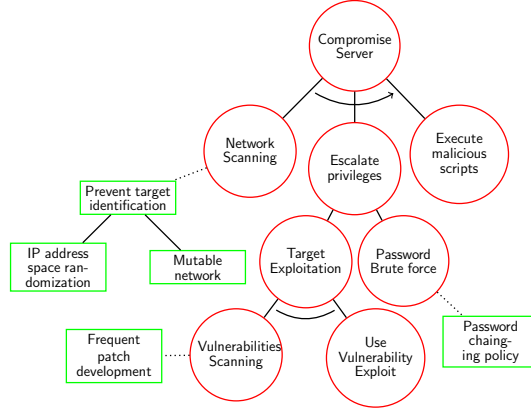 Compromise
Server
Network
Scanning
Escalate
privileges
Execute
malicious
scripts
Prevent target
identification
IP address
space ran-
domization
Mutable
network
Target
Exploitation
Password
Brute force
Frequent
patch
development
Vulnerabilities
Scanning
Use
Vulnerability
Exploit
Password
chaing-
ing policy